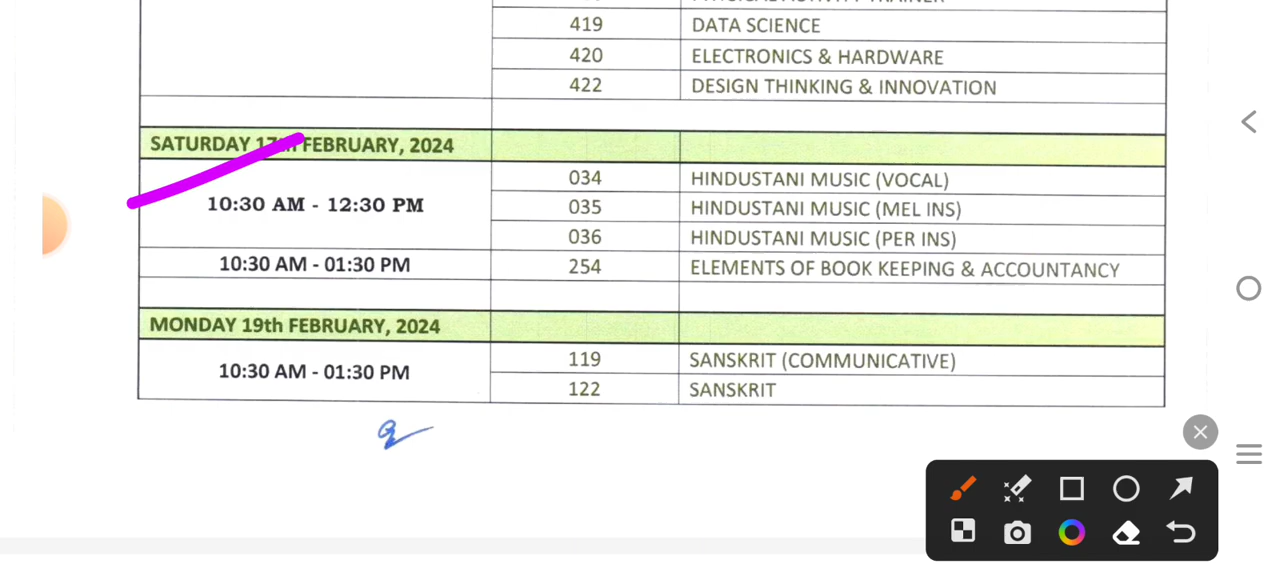 419 DATA SCIENCE
420 ELECTRONICS & HARDWARE
422 DESIGN THINKING & INNOVATION
SATURDAY 17th FEBRUARY, 2024
10:30 AM - 12:30 PM
034 HINDUSTANI MUSIC (VOCAL)
035 HINDUSTANI MUSIC (MEL INS)
036 HINDUSTANI MUSIC (PER INS)
10:30 AM - 01:30 PM 254 ELEMENTS OF BOOK KEEPING & ACCOUNTANCY
MONDAY 19th FEBRUARY, 2024
10:30 AM - 01:30 PM
119 SANSKRIT (COMMUNICATIVE)
122 SANSKRIT